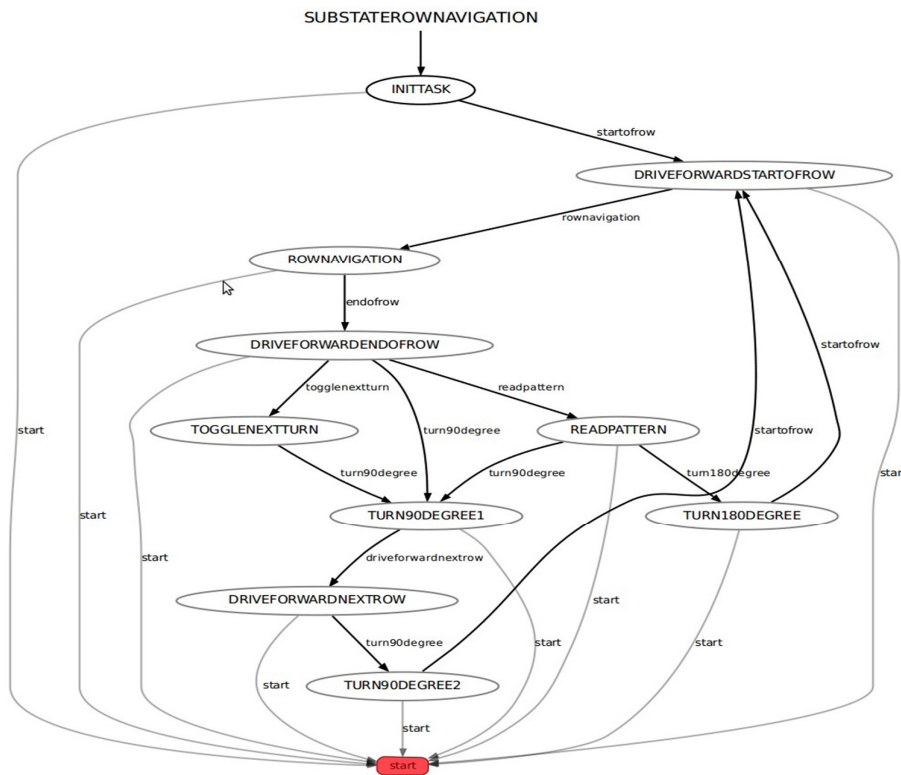 SUBSTATEROWNAVIGATION
INITTASK
startofrow
DRIVEFORWARDSTARTOFROW
rownavigation
ROWNAVIGATION
endofrow
DRIVEFORWARDENDOFROW
startofrow
togglenextturn
readpattern
TOGGLENEXTTURN
turn90degree
READPATTERN
startofrow
start
turn90degree
turn90degree
turn180degree
star
TURN90DEGREE1
TURN180DEGREE
start
start
driveforwardnextrow
DRIVEFORWARDNEXTROW
start
turn90degree
start
start
TURN90DEGREE2
start
start
start